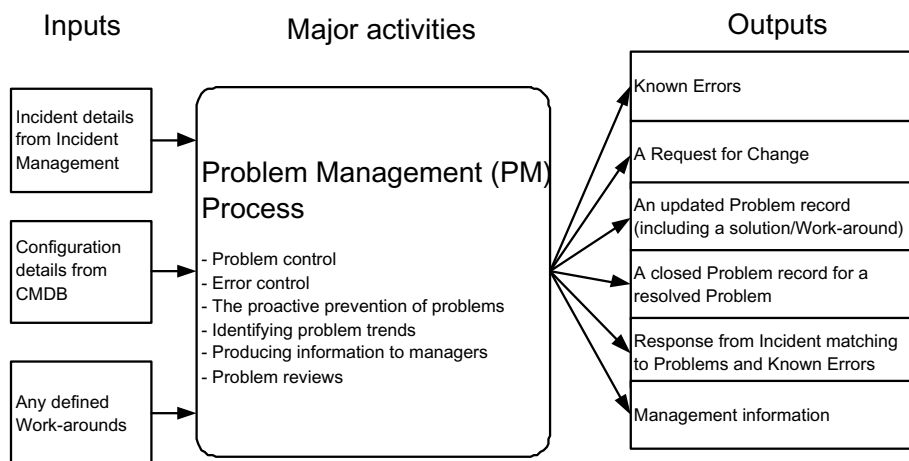 Inputs
Major activities
Outputs
Incident details
from Incident
Management
Configuration
details from
CMDB
Any defined
Work-arounds
Problem Management (PM)
Process
- Problem control
- Error control
- The proactive prevention of problems
- Identifying problem trends
- Producing information to managers
- Problem reviews
Known Errors
A Request for Change
An updated Problem record
(including a solution/Work-around)
A closed Problem record for a
resolved Problem
Response from Incident matching
to Problems and Known Errors
Management information